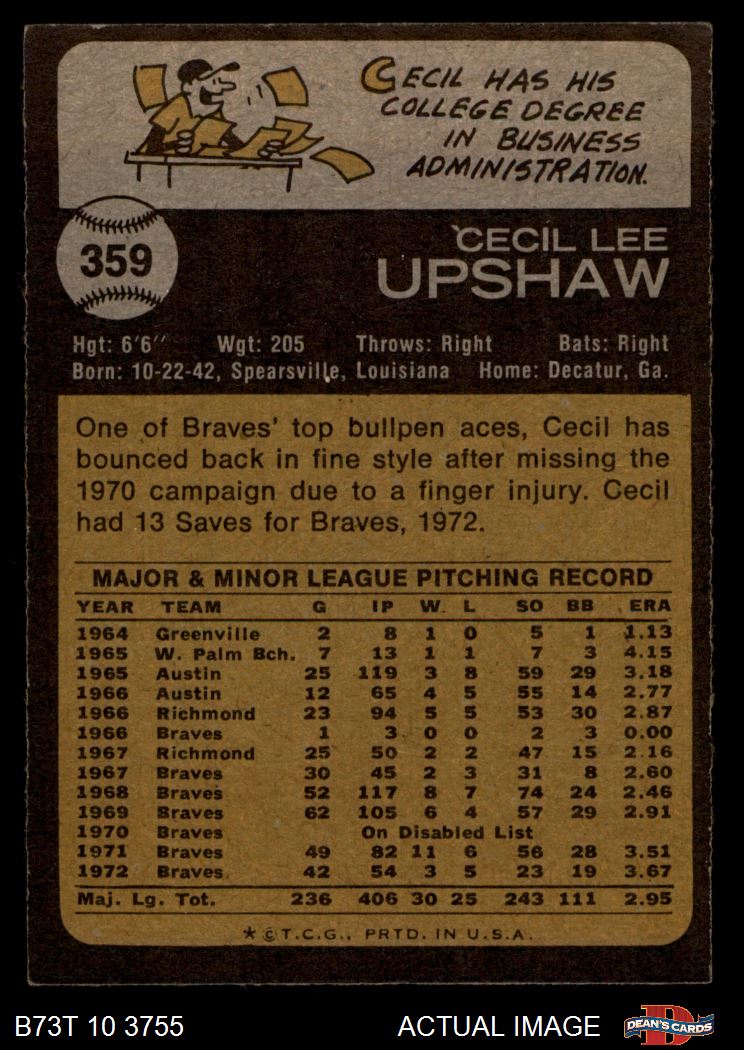 CECIL HAS HIS
COLLEGE DEGREE
IN BUSINESS
ADMINISTRATION.
359
CECIL LEE
UPSHAW
Hgt: 6'6" Wgt: 205 Throws: Right Bats: Right
Born: 10-22-42, Spearsville, Louisiana Home: Decatur, Ga.
One of Braves' top bullpen aces, Cecil has
bounced back in fine style after missing the
1970 campaign due to a finger injury. Cecil
had 13 Saves for Braves, 1972.
MAJOR & MINOR LEAGUE PITCHING RECORD
YEAR TEAM G IP W L SO BB ERA
1964 Greenville 2 8 1 0 5 1 1.13
1965 W. Palm Bch. 7 13 1 1 7 3 4.15
1965 Austin 25 119 3 8 59 29 3.18
1966 Austin 12 65 4 5 55 14 2.77
1966 Richmond 23 94 5 5 53 30 2.87
1966 Braves 1 3 0 0 2 3 0.00
1967 Richmond 25 50 2 2 47 15 2.16
1967 Braves 30 45 2 3 31 8 2.60
1968 Braves 52 117 8 7 74 24 2.46
1969 Braves 62 105 6 4 57 29 2.91
1970 Braves On Disabled List
1971 Braves 49 82 11 6 56 28 3.51
1972 Braves 42 54 3 5 23 19 3.67
Maj. Lg. Tot. 236 406 30 25 243 111 2.95
* © T.C.G., PRTD. IN U.S.A.
B73T 10 3755 ACTUAL IMAGE D DEAN'S CARDS